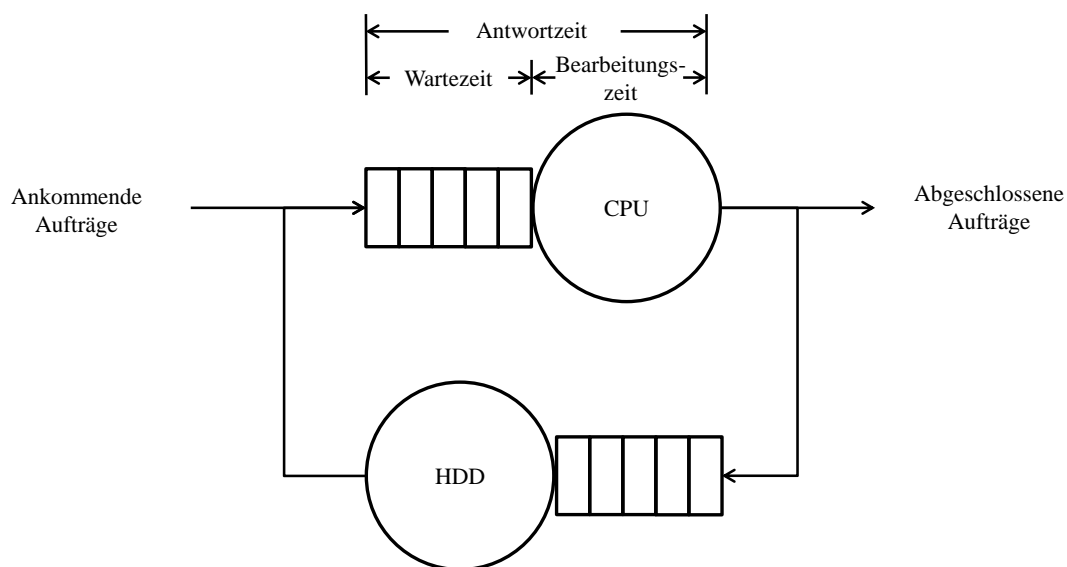 Antwortzeit
Wartezeit
Bearbeitungs-
zeit
Ankommende
Aufträge
CPU
Abgeschlossene
Aufträge
HDD